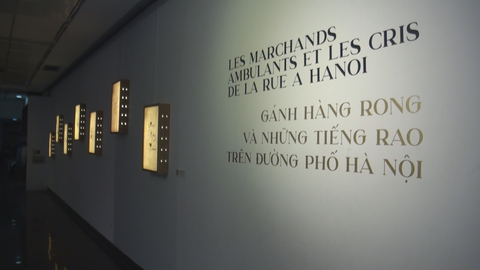 LES MARCHANDS
AMBULANTS ET LES CRIS
DE LA RUE A HANOI
GÁNH HÀNG RONG
VÀ NHỮNG TIẾNG RAO
TRÊN ĐƯỜNG PHỐ HÀ NỘI